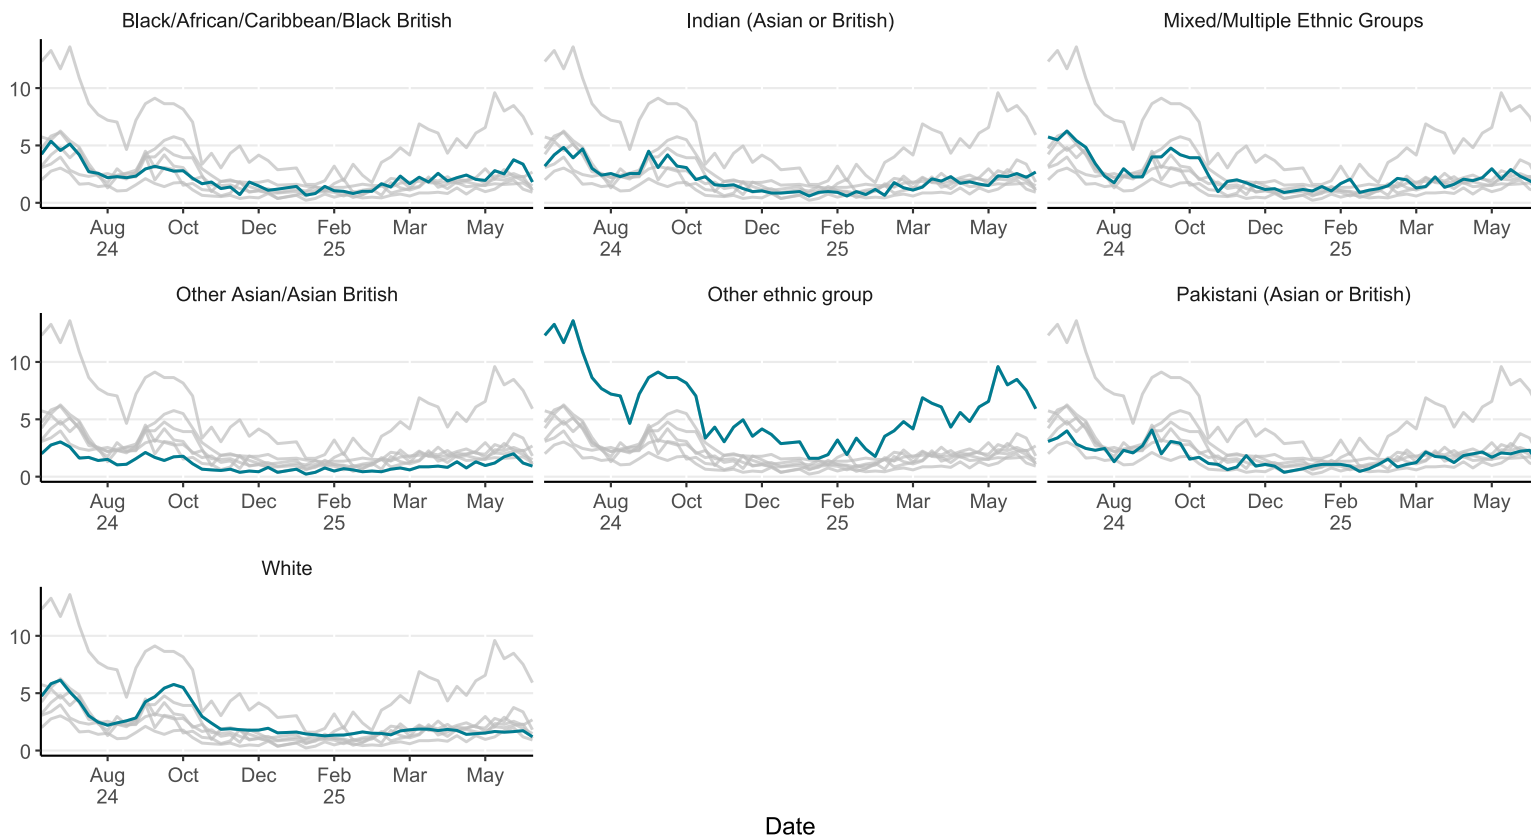 Black/African/Caribbean/Black British
Indian (Asian or British)
Mixed/Multiple Ethnic Groups
10
5
0
Aug Oct Dec Feb Mar May
24 25
Aug Oct Dec Feb Mar May
24 25
Aug Oct Dec Feb Mar May
24 25
Other Asian/Asian British
Other ethnic group
Pakistani (Asian or British)
10
5
0
Aug Oct Dec Feb Mar May
24 25
Aug Oct Dec Feb Mar May
24 25
Aug Oct Dec Feb Mar May
24 25
White
10
5
0
Aug Oct Dec Feb Mar May
24 25
Date